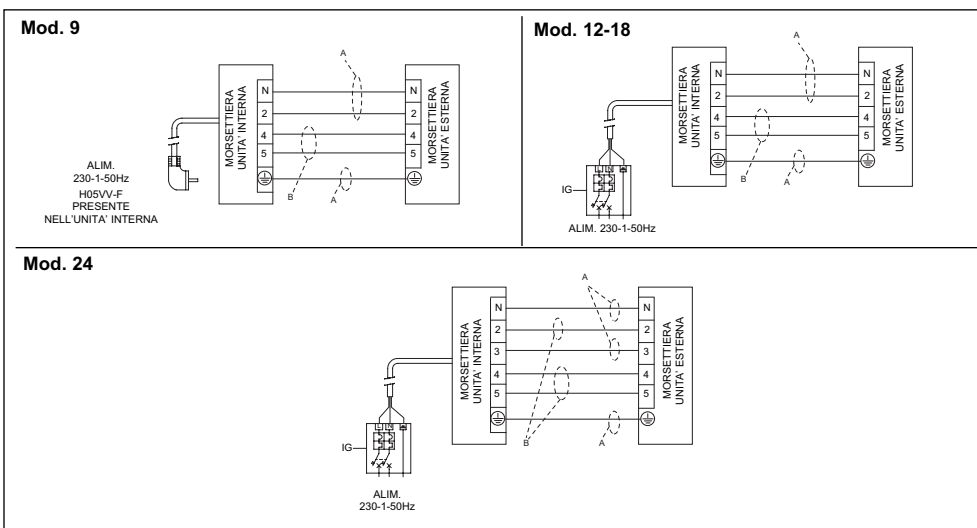 Mod. 9
A
MORSETTIERA
UNITA' INTERNA
N
2
4
5
N
2
4
5
MORSETTIERA
UNITA' ESTERNA
B
A
ALIM.
230-1-50Hz
H05VV-F
PRESENTE
NELL'UNITA' INTERNA
Mod. 12-18
A
MORSETTIERA
UNITA' INTERNA
N
2
4
5
N
2
4
5
MORSETTIERA
UNITA' ESTERNA
B
A
L N
IG
ALIM. 230-1-50Hz
Mod. 24
A
MORSETTIERA
UNITA' INTERNA
N
2
3
4
5
N
2
3
4
5
MORSETTIERA
UNITA' ESTERNA
B
A
L N
IG
ALIM.
230-1-50Hz